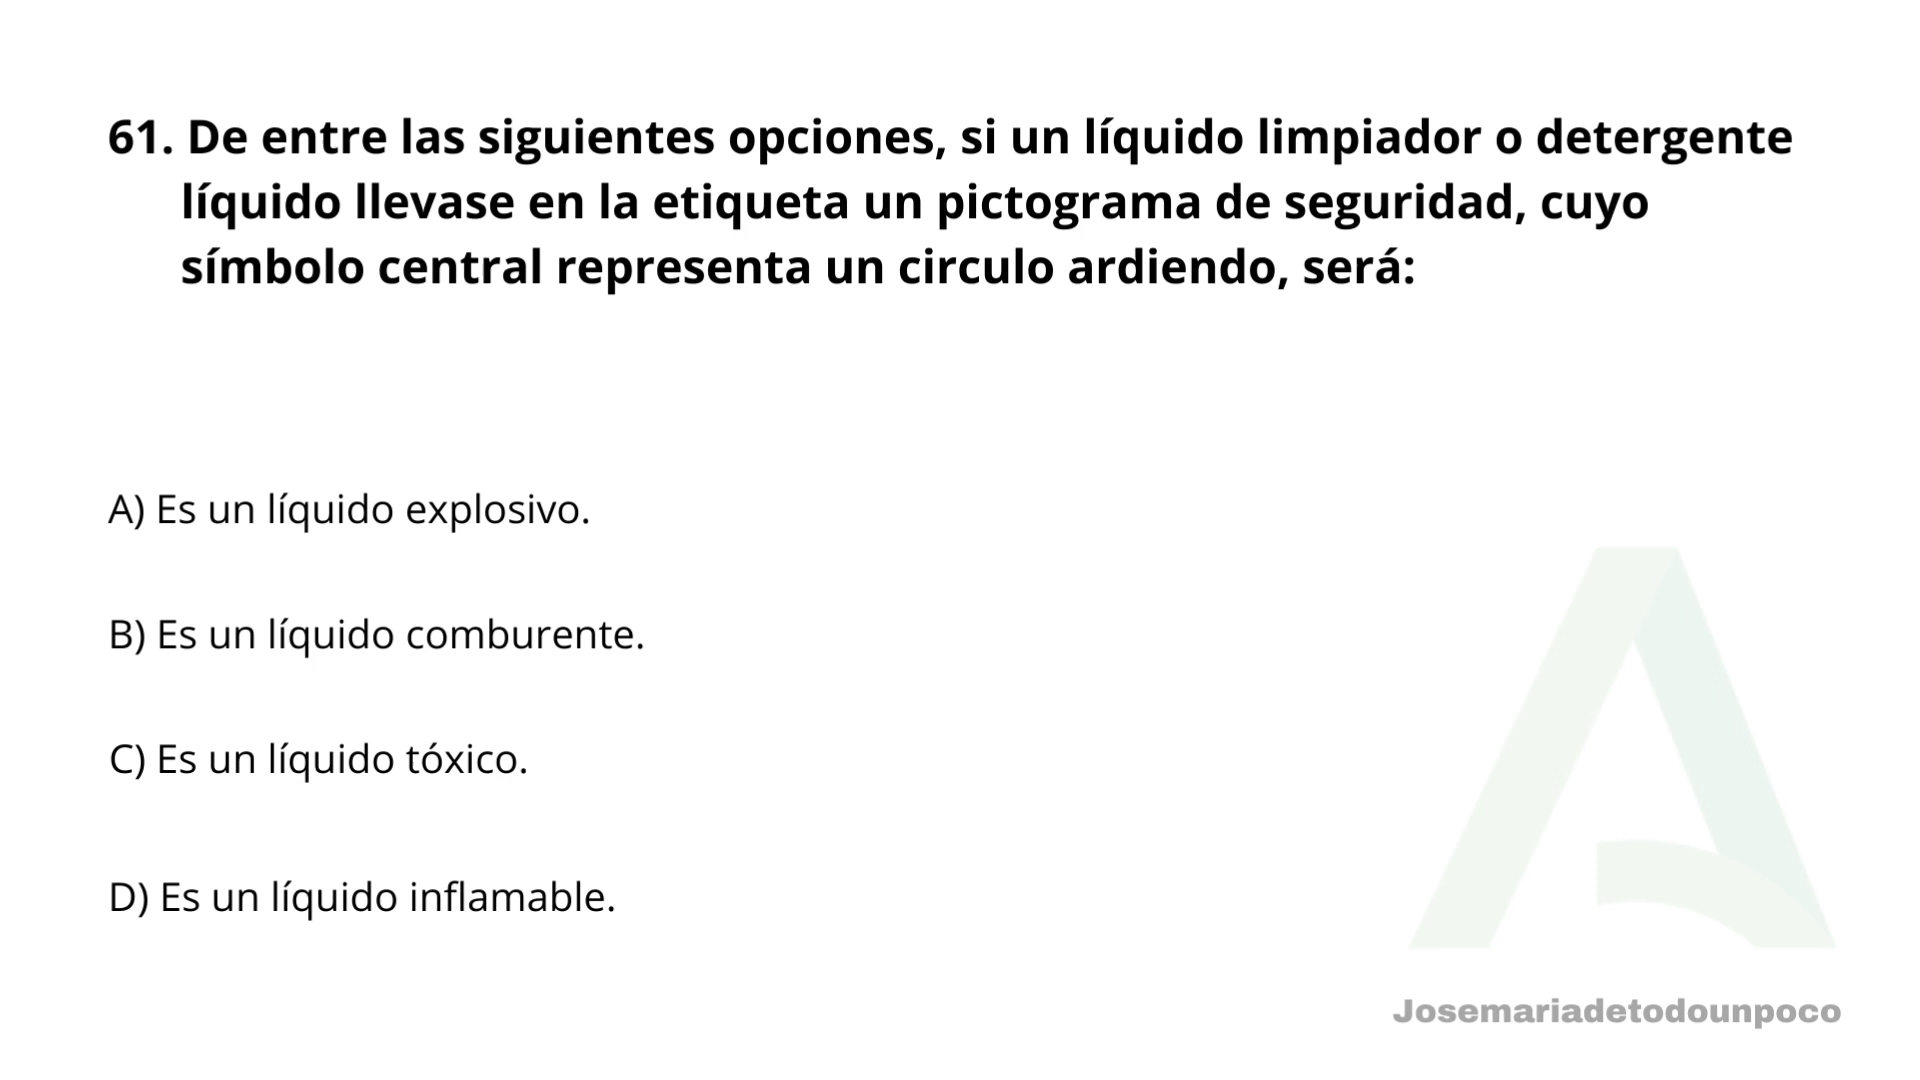 61. De entre las siguientes opciones, si un líquido limpiador o detergente
líquido llevase en la etiqueta un pictograma de seguridad, cuyo
símbolo central representa un circulo ardiendo, será:
A) Es un líquido explosivo.
B) Es un líquido comburente.
C) Es un líquido tóxico.
D) Es un líquido inflamable.
Josemariadetodounpoco